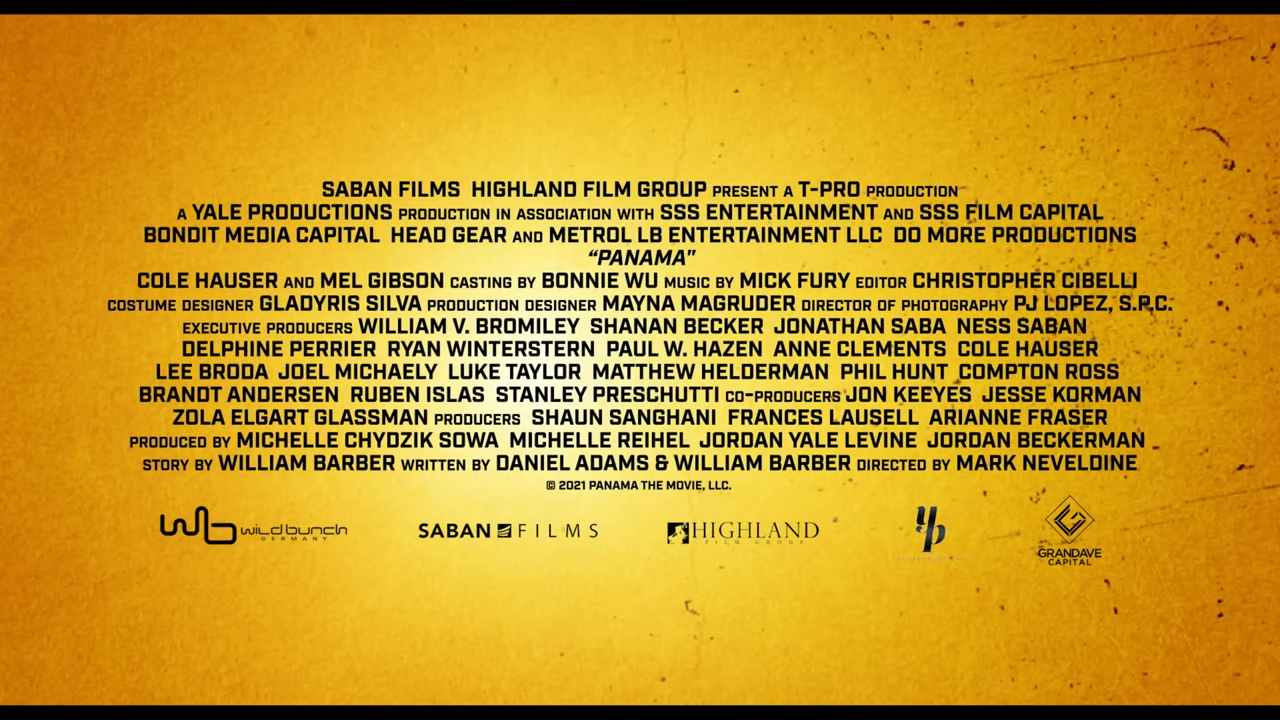 SABAN FILMS HIGHLAND FILM GROUP PRESENT A T-PRO PRODUCTION
A YALE PRODUCTIONS PRODUCTION IN ASSOCIATION WITH SSS ENTERTAINMENT AND SSS FILM CAPITAL
BONDIT MEDIA CAPITAL HEAD GEAR AND METROL LB ENTERTAINMENT LLC DO MORE PRODUCTIONS
“PANAMA”
COLE HAUSER AND MEL GIBSON CASTING BY BONNIE WU MUSIC BY MICK FURY EDITOR CHRISTOPHER CIBELLI
COSTUME DESIGNER GLADYRIS SILVA PRODUCTION DESIGNER MAYNA MAGRUDER DIRECTOR OF PHOTOGRAPHY PJ LOPEZ, S.P.C.
EXECUTIVE PRODUCERS WILLIAM V. BROMILEY SHANAN BECKER JONATHAN SABA NESS SABAN
DELPHINE PERRIER RYAN WINTERSTERN PAUL W. HAZEN ANNE CLEMENTS COLE HAUSER
LEE BRODA JOEL MICHAELY LUKE TAYLOR MATTHEW HELDERMAN PHIL HUNT COMPTON ROSS
BRANDT ANDERSEN RUBEN ISLAS STANLEY PRESCHUTTI CO-PRODUCERS JON KEEYES JESSE KORMAN
ZOLA ELGART GLASSMAN PRODUCERS SHAUN SANGHANI FRANCES LAUSELL ARIANNE FRASER
PRODUCED BY MICHELLE CHYDZIK SOWA MICHELLE REIHEL JORDAN YALE LEVINE JORDAN BECKERMAN
STORY BY WILLIAM BARBER WRITTEN BY DANIEL ADAMS & WILLIAM BARBER DIRECTED BY MARK NEVELDINE
© 2021 PANAMA THE MOVIE, LLC.
wb wild bunch GERMANY
SABAN FILMS
HIGHLAND FILM GROUP
yp
GRANDAVE CAPITAL